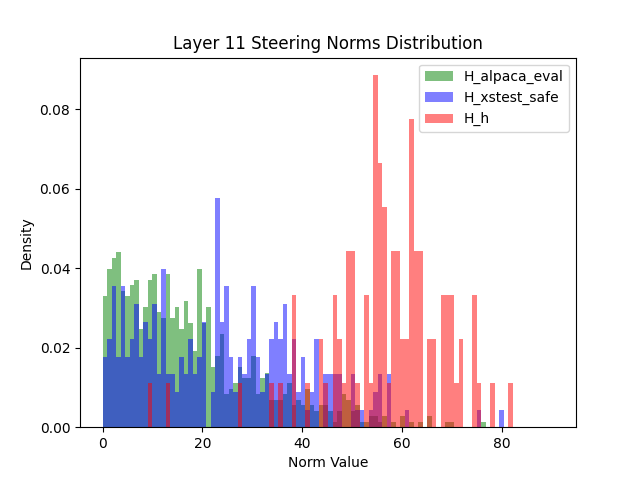 Layer 11 Steering Norms Distribution
H_alpaca_eval
H_xstest_safe
H_h
Density
0.08
0.06
0.04
0.02
0.00
0 20 40 60 80
Norm Value